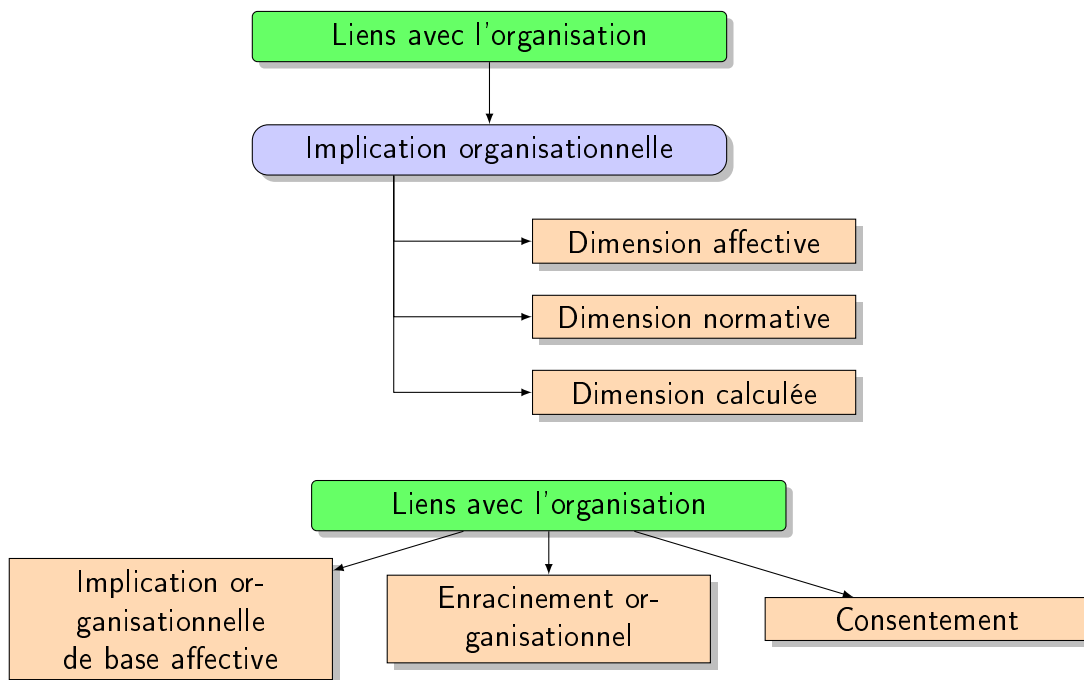 Liens avec l'organisation
Implication organisationnelle
Dimension affective
Dimension normative
Dimension calculée
Liens avec l'organisation
Implication or-
ganisationnelle
de base affective
Enracinement or-
ganisationnel
Consentement